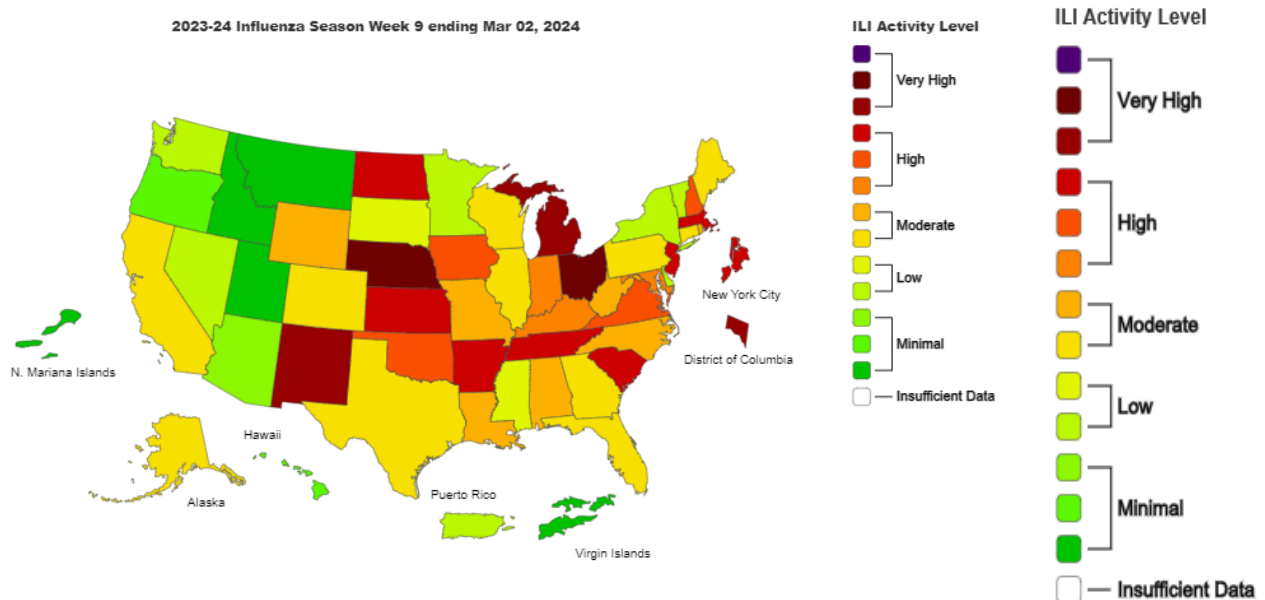 2023-24 Influenza Season Week 9 ending Mar 02, 2024
New York City
District of Columbia
N. Mariana Islands
Hawaii
Alaska
Puerto Rico
Virgin Islands
ILI Activity Level
Very High
High
Moderate
Low
Minimal
Insufficient Data
ILI Activity Level
Very High
High
Moderate
Low
Minimal
Insufficient Data